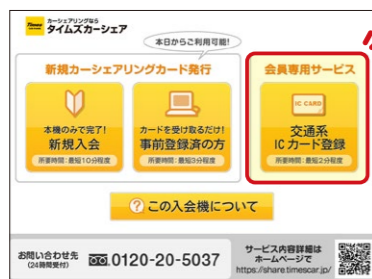 Times CAR SHARE
カーシェアリングなら
タイムズカーシェア
本日からご利用可能!
新規カーシェアリングカード発行
本機のみで完了!
新規入会
所要時間:最短10分程度
カードを受け取るだけ!
事前登録済の方
所要時間:最短3分程度
会員専用サービス
IC CARD
交通系
ICカード登録
所要時間:最短2分程度
? この入会機について
お問い合わせ先
(24時間受付)
0120-20-5037
サービス内容詳細は
ホームページで
https://share.timescar.jp/